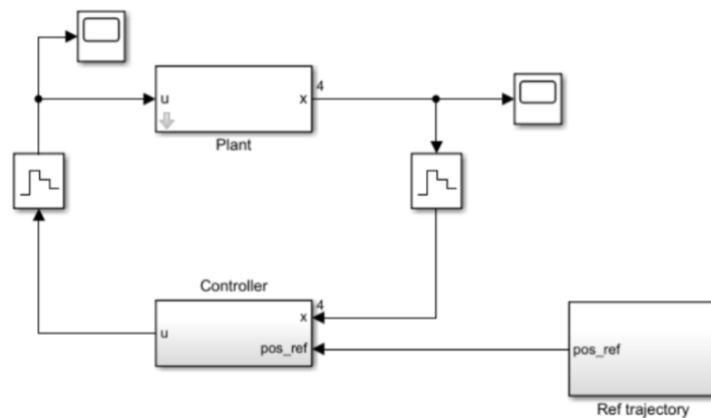 4
u
x
Plant
Controller
4
x
u
pos_ref
pos_ref
Ref trajectory